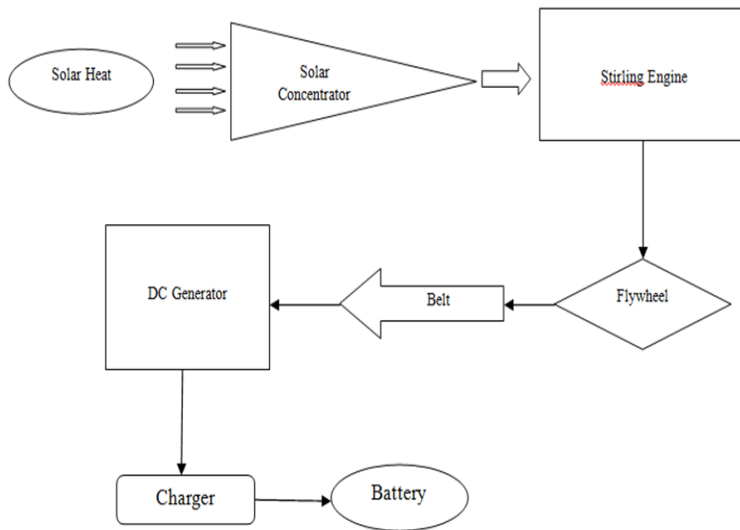 Solar Heat
Solar
Concentrator
Stirling Engine
DC Generator
Belt
Flywheel
Charger
Battery